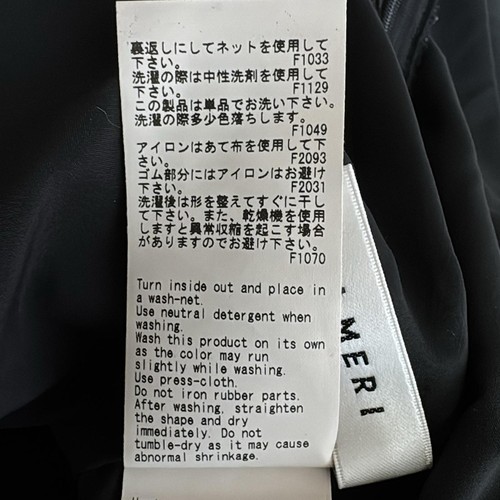 裏返しにしてネットを使用して
下さい。 F1033
洗濯の際は中性洗剤を使用して
下さい。 F1129
この製品は単品でお洗い下さい。
洗濯の際多少色落ちします。
F1049
アイロンはあて布を使用して下
さい。 F2093
ゴム部分にはアイロンはお避け
下さい。 F2031
洗濯後は形を整えてすぐに干し
て下さい。また、乾燥機を使用
しますと異常収縮を起こす場合
がありますのでお避け下さい。
F1070
Turn inside out and place in
a wash-net.
Use neutral detergent when
washing.
Wash this product on its own
as the color may run
slightly while washing.
Use press-cloth.
Do not iron rubber parts.
After washing, straighten
the shape and dry
immediately. Do not
tumble-dry as it may cause
abnormal shrinkage.
MERI